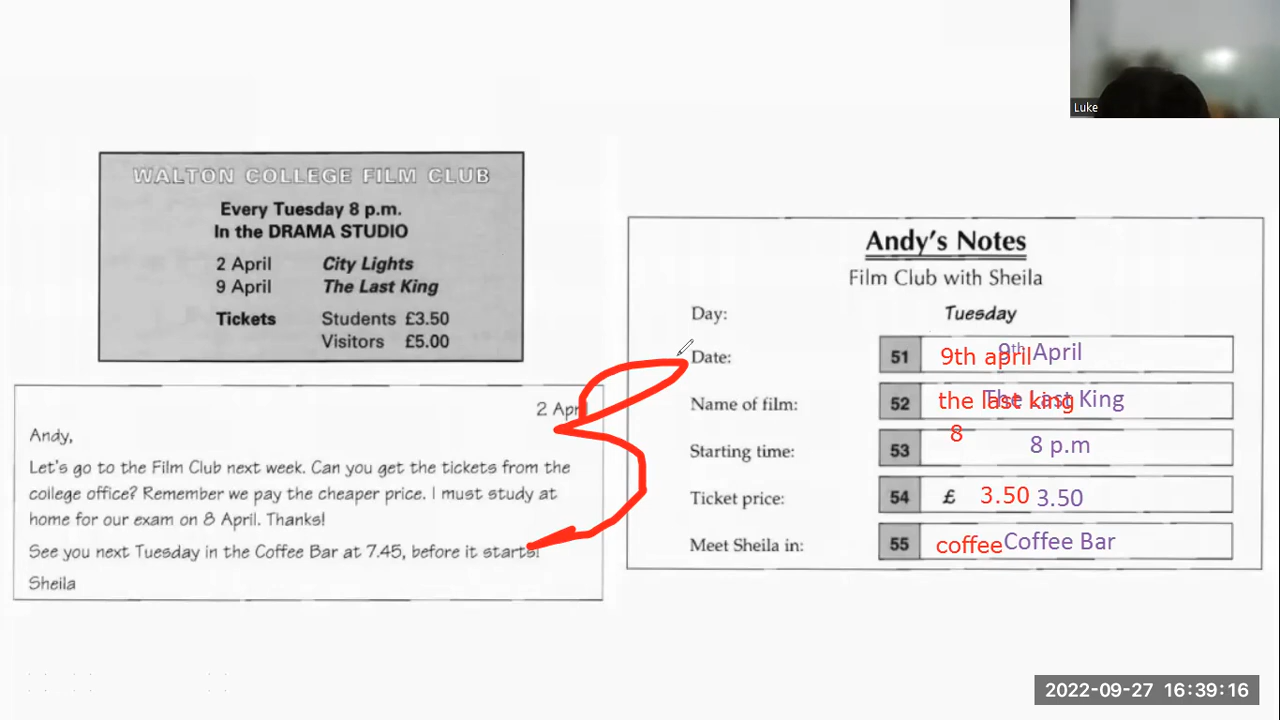 Luke
WALTON COLLEGE FILM CLUB
Every Tuesday 8 p.m.
In the DRAMA STUDIO
2 April City Lights
9 April The Last King
Tickets Students £3.50
Visitors £5.00
2 Apr
Andy,
Let's go to the Film Club next week. Can you get the tickets from the
college office? Remember we pay the cheaper price. I must study at
home for our exam on 8 April. Thanks!
See you next Tuesday in the Coffee Bar at 7.45, before it starts!
Sheila
Andy's Notes
Film Club with Sheila
Day: Tuesday
Date: 51 9th april 9th April
Name of film: 52 the last king The Last King
8
Starting time: 53 8 p.m
Ticket price: 54 £ 3.50 3.50
Meet Sheila in: 55 coffee Coffee Bar
2022-09-27 16:39:16